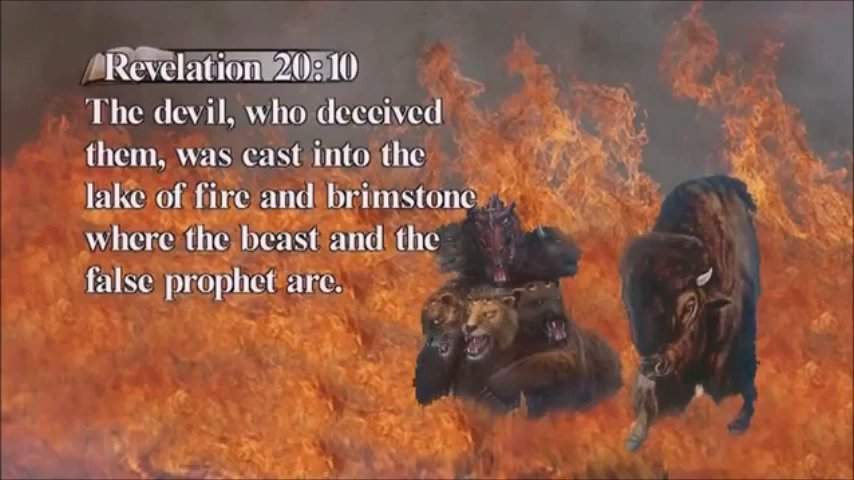 Revelation 20:10
The devil, who deceived
them, was cast into the
lake of fire and brimstone
where the beast and the
false prophet are.